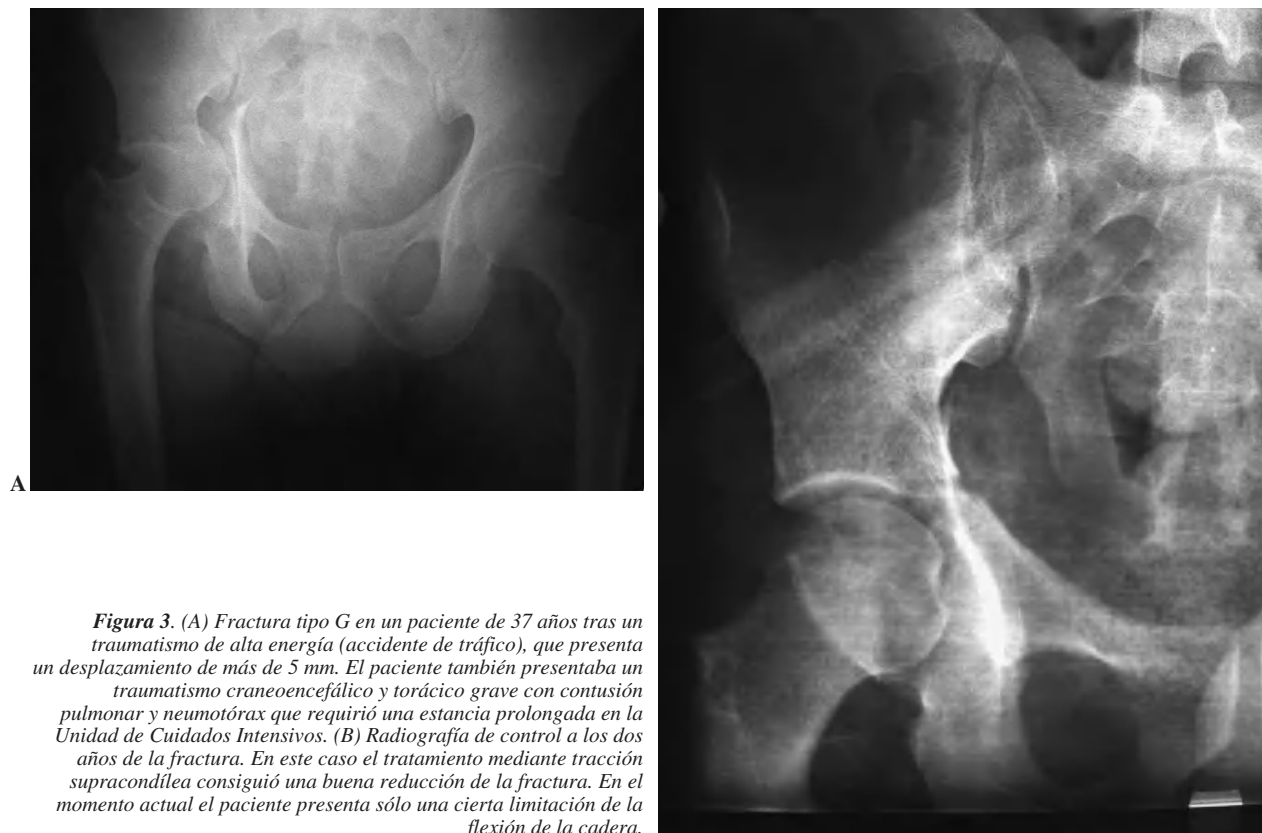 A
Figura 3. (A) Fractura tipo G en un paciente de 37 años tras un
traumatismo de alta energía (accidente de tráfico), que presenta
un desplazamiento de más de 5 mm. El paciente también presentaba un
traumatismo craneoencefálico y torácico grave con contusión
pulmonar y neumotórax que requirió una estancia prolongada en la
Unidad de Cuidados Intensivos. (B) Radiografía de control a los dos
años de la fractura. En este caso el tratamiento mediante tracción
supracondílea consiguió una buena reducción de la fractura. En el
momento actual el paciente presenta sólo una cierta limitación de la
flexión de la cadera.